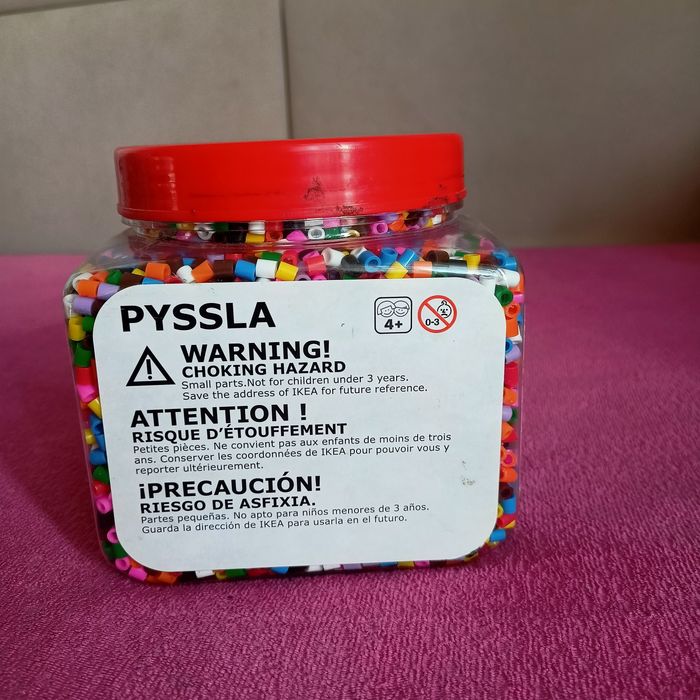 PYSSLA
4+
0-3
WARNING!
CHOKING HAZARD
Small parts.Not for children under 3 years.
Save the address of IKEA for future reference.
ATTENTION !
RISQUE D'ÉTOUFFEMENT
Petites pièces. Ne convient pas aux enfants de moins de trois
ans. Conserver les coordonnées de IKEA pour pouvoir vous y
reporter ultérieurement.
¡PRECAUCIÓN!
RIESGO DE ASFIXIA.
Partes pequeñas. No apto para niños menores de 3 años.
Guarda la dirección de IKEA para usarla en el futuro.